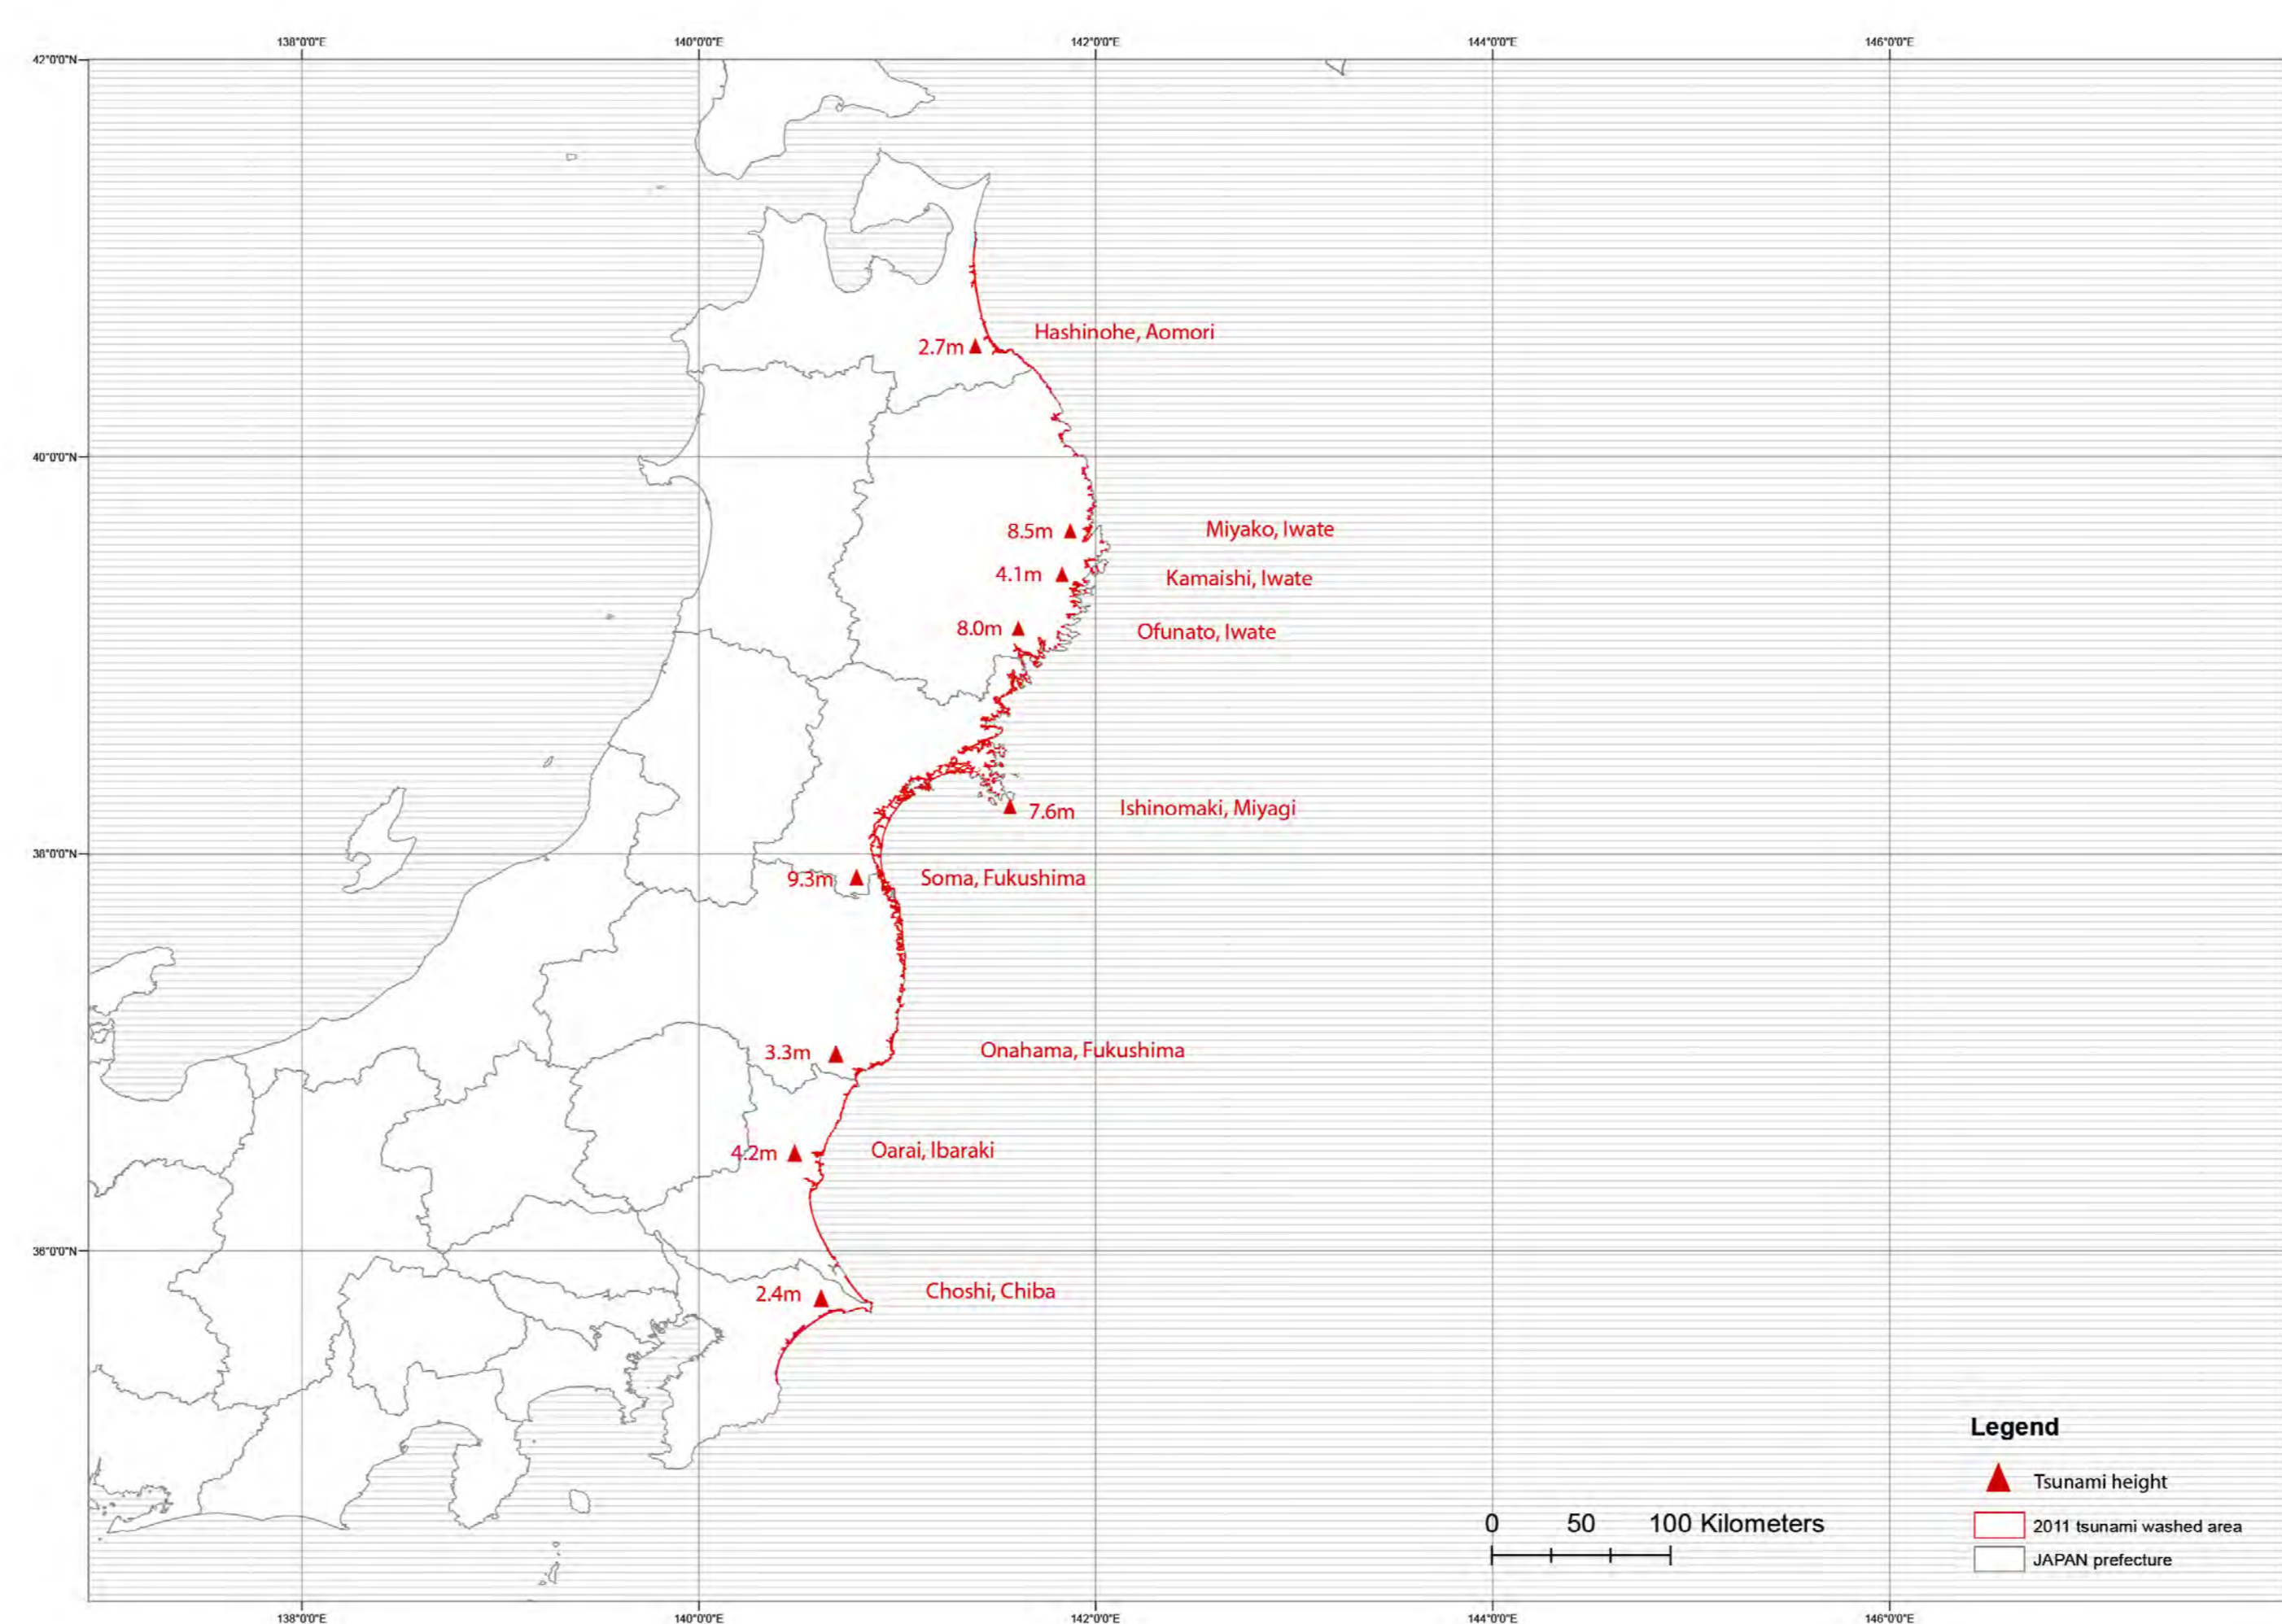 138°0'0"E
140°0'0"E
142°0'0"E
144°0'0"E
146°0'0"E
42°0'0"N
Hashinohe, Aomori
2.7m
40°0'0"N
8.5m
Miyako, Iwate
4.1m
Kamaishi, Iwate
8.0m
Ofunato, Iwate
7.6m
Ishinomaki, Miyagi
38°0'0"N
9.3m
Soma, Fukushima
3.3m
Onahama, Fukushima
4.2m
Oarai, Ibaraki
36°0'0"N
2.4m
Choshi, Chiba
Legend
Tsunami height
2011 tsunami washed area
JAPAN prefecture
0 50 100 Kilometers
138°0'0"E
140°0'0"E
142°0'0"E
144°0'0"E
146°0'0"E